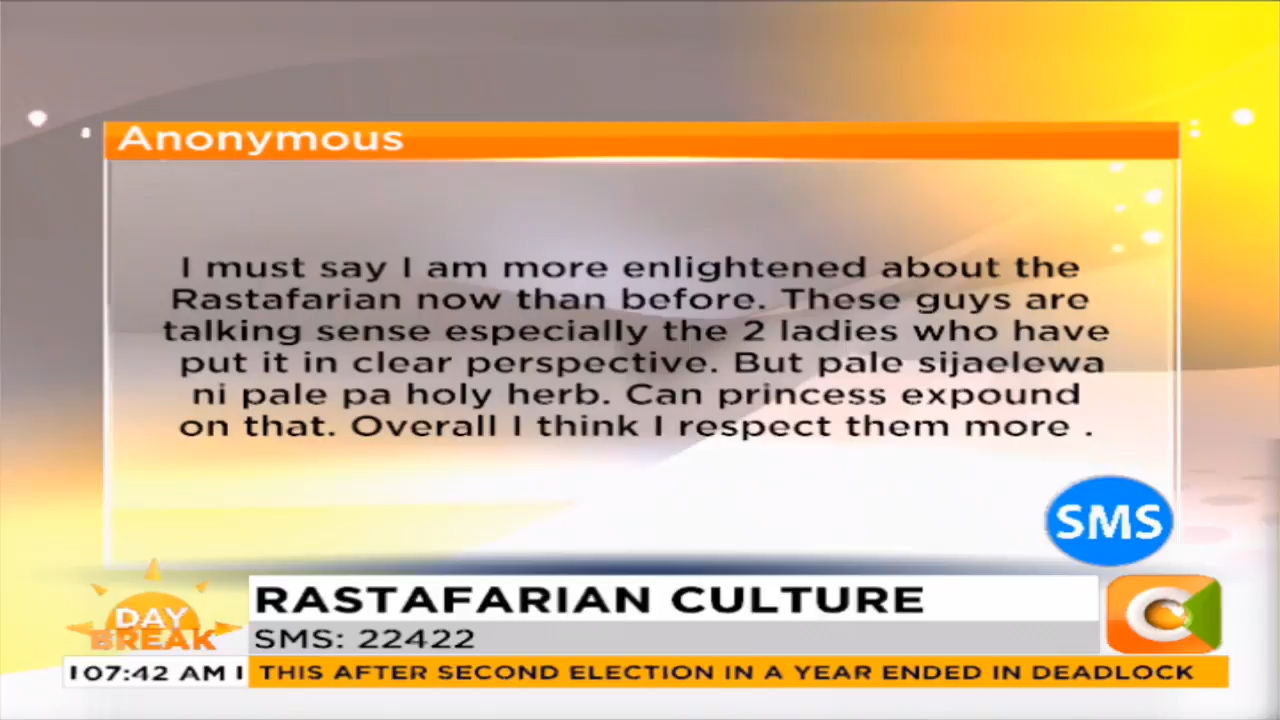 Anonymous
I must say I am more enlightened about the
Rastafarian now than before. These guys are
talking sense especially the 2 ladies who have
put it in clear perspective. But pale sijaelewa
ni pale pa holy herb. Can princess expound
on that. Overall I think I respect them more .
SMS
DAY
BREAK
RASTAFARIAN CULTURE
SMS: 22422
07:42 AM
THIS AFTER SECOND ELECTION IN A YEAR ENDED IN DEADLOCK